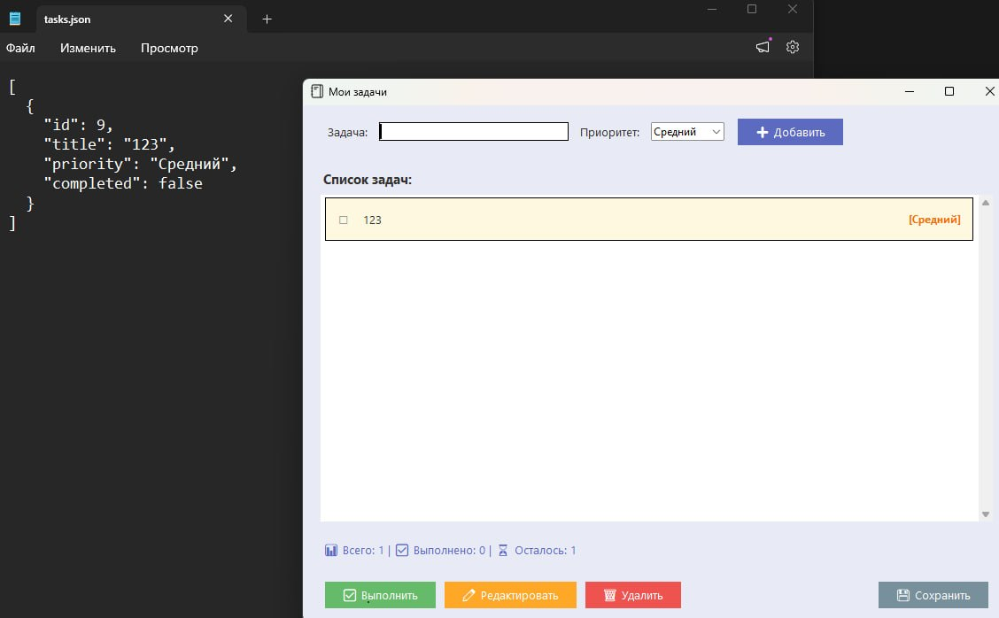 tasks.json
Файл Изменить Просмотр
[
{
"id": 9,
"title": "123",
"priority": "Средний",
"completed": false
}
]
Мои задачи
Задача: Приоритет: Средний Добавить
Список задач:
123 [Средний]
Всего: 1 | Выполнено: 0 | Осталось: 1
Выполнить Редактировать Удалить Сохранить